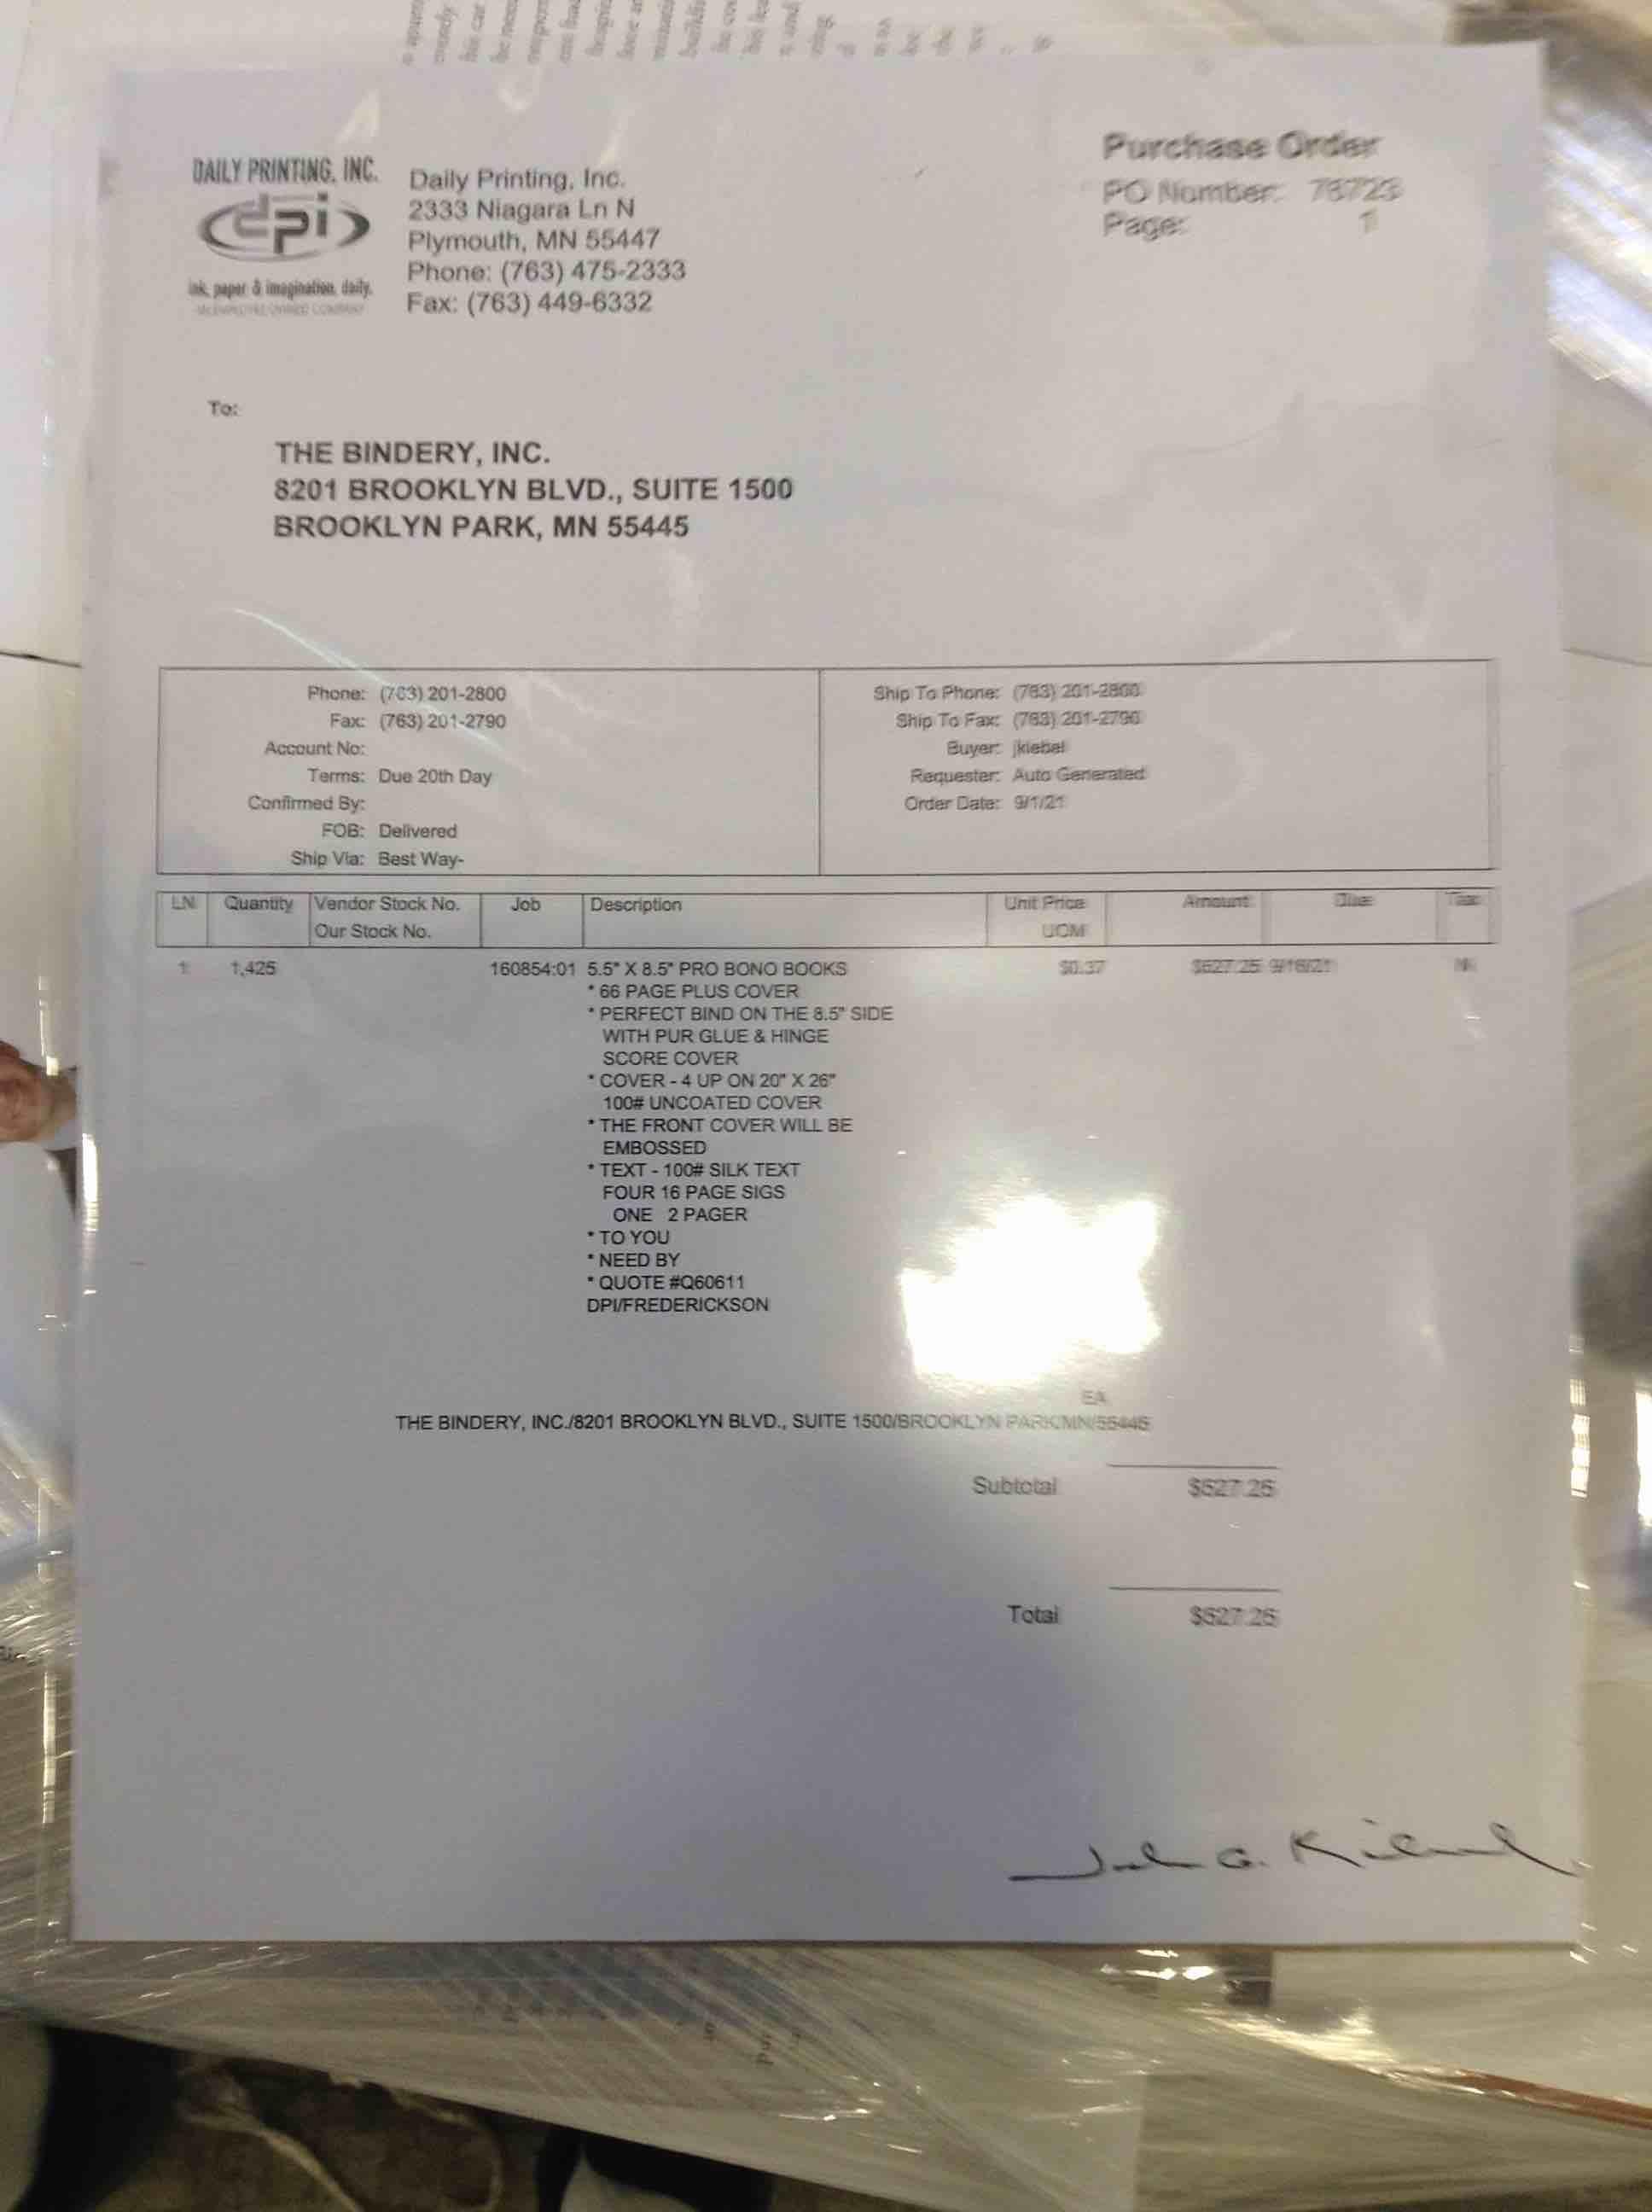 DAILY PRINTING, INC.
dpi
ink, paper & imagination, daily.
AN EMPLOYEE OWNED COMPANY
Daily Printing, Inc.
2333 Niagara Ln N
Plymouth, MN 55447
Phone: (763) 475-2333
Fax: (763) 449-6332
Purchase Order
PO Number: 78723
Page: 1
To:
THE BINDERY, INC.
8201 BROOKLYN BLVD., SUITE 1500
BROOKLYN PARK, MN 55445
Phone: (763) 201-2800
Fax: (763) 201-2790
Account No:
Terms: Due 20th Day
Confirmed By:
FOB: Delivered
Ship Via: Best Way-
Ship To Phone: (763) 201-2800
Ship To Fax: (763) 201-2790
Buyer: jkiebel
Requester: Auto Generated
Order Date: 9/1/21
LN Quantity Vendor Stock No. Job Description Unit Price Amount Due Tax
Our Stock No. UOM
1 1,425 160854:01 5.5" X 8.5" PRO BONO BOOKS $0.37 $527.25
* 66 PAGE PLUS COVER
* PERFECT BIND ON THE 8.5" SIDE
WITH PUR GLUE & HINGE
SCORE COVER
* COVER - 4 UP ON 20" X 26"
100# UNCOATED COVER
* THE FRONT COVER WILL BE
EMBOSSED
* TEXT - 100# SILK TEXT
FOUR 16 PAGE SIGS
ONE 2 PAGER
* TO YOU
* NEED BY
* QUOTE #Q60611
DPI/FREDERICKSON
EA
THE BINDERY, INC./8201 BROOKLYN BLVD., SUITE 1500/BROOKLYN PARK/MN/55445
Subtotal $527.25
Total $527.25